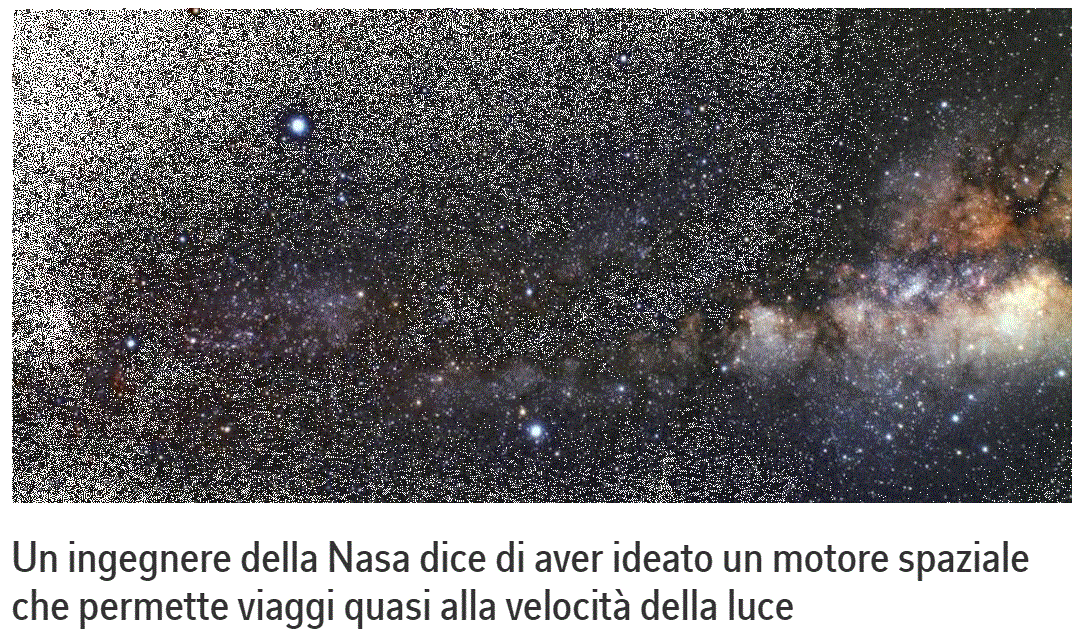 Un ingegnere della Nasa dice di aver ideato un motore spaziale
che permette viaggi quasi alla velocità della luce